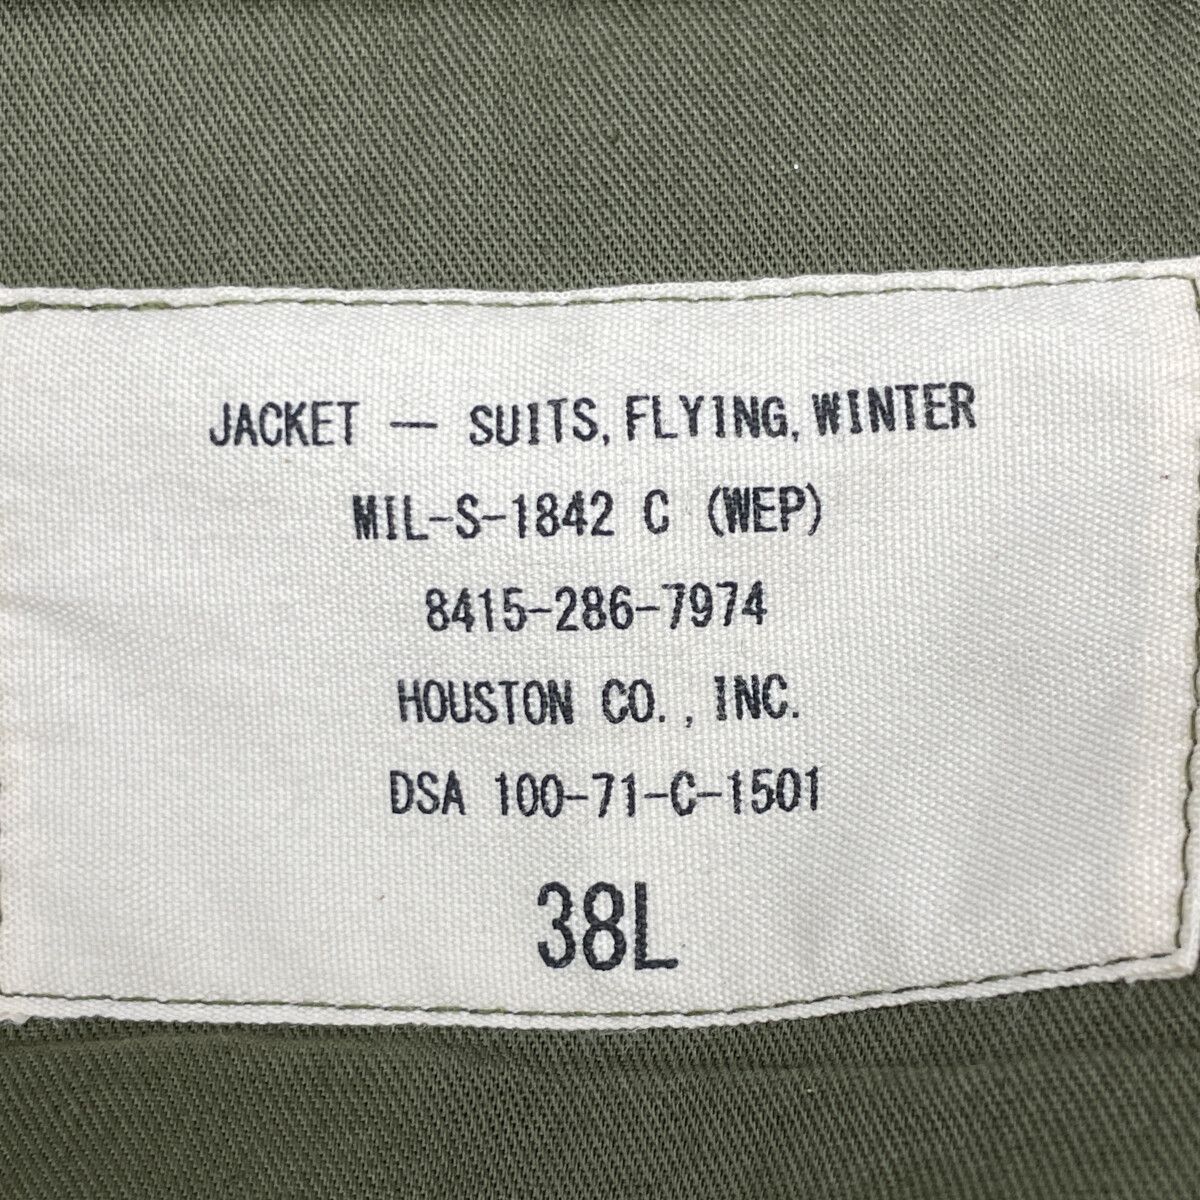 JACKET — SUITS, FLYING, WINTER
MIL-S-1842 C (WEP)
8415-286-7974
HOUSTON CO., INC.
DSA 100-71-C-1501
38L